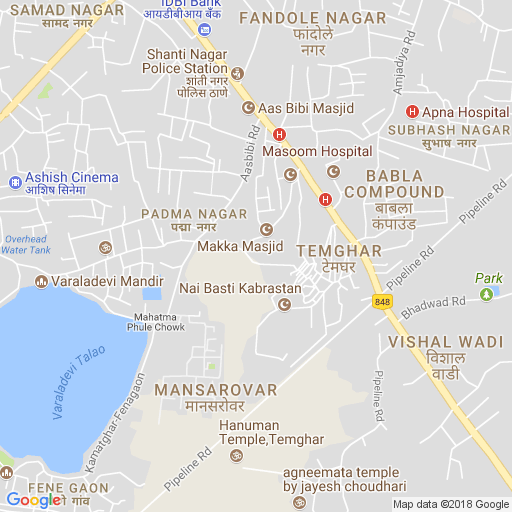 SAMAD NAGAR
सामद नगर
IDBI Bank
आयडीबीआय बँक
FANDOLE NAGAR
फांदोले
नगर
Shanti Nagar
Police Station
शांती नगर
पोलिस ठाणे
Amjadiya Rd
Aas Bibi Masjid
Apna Hospital
Aasbibi Rd
SUBHASH NAGAR
सुभाष नगर
Masoom Hospital
Ashish Cinema
आशिष सिनेमा
BABLA
COMPOUND
बाबला
कंपाउंड
Pipeline Rd
PADMA NAGAR
पद्मा नगर
Overhead
Water Tank
Makka Masjid
TEMGHAR
टेमघर
Pipeline Rd
Varaladevi Mandir
Nai Basti Kabrastan
Park
848
Bhadwad Rd
Mahatma
Phule Chowk
Varaladevi Talao
VISHAL WADI
विशाल
वाडी
Kamatghar-Fenagaon
MANSAROVAR
मानसरोवर
Pipeline Rd
Hanuman
Temple,Temghar
Pipeline Rd
agneemata temple
by jayesh choudhari
FENE GAON
गांव
Google
Map data ©2018 Google